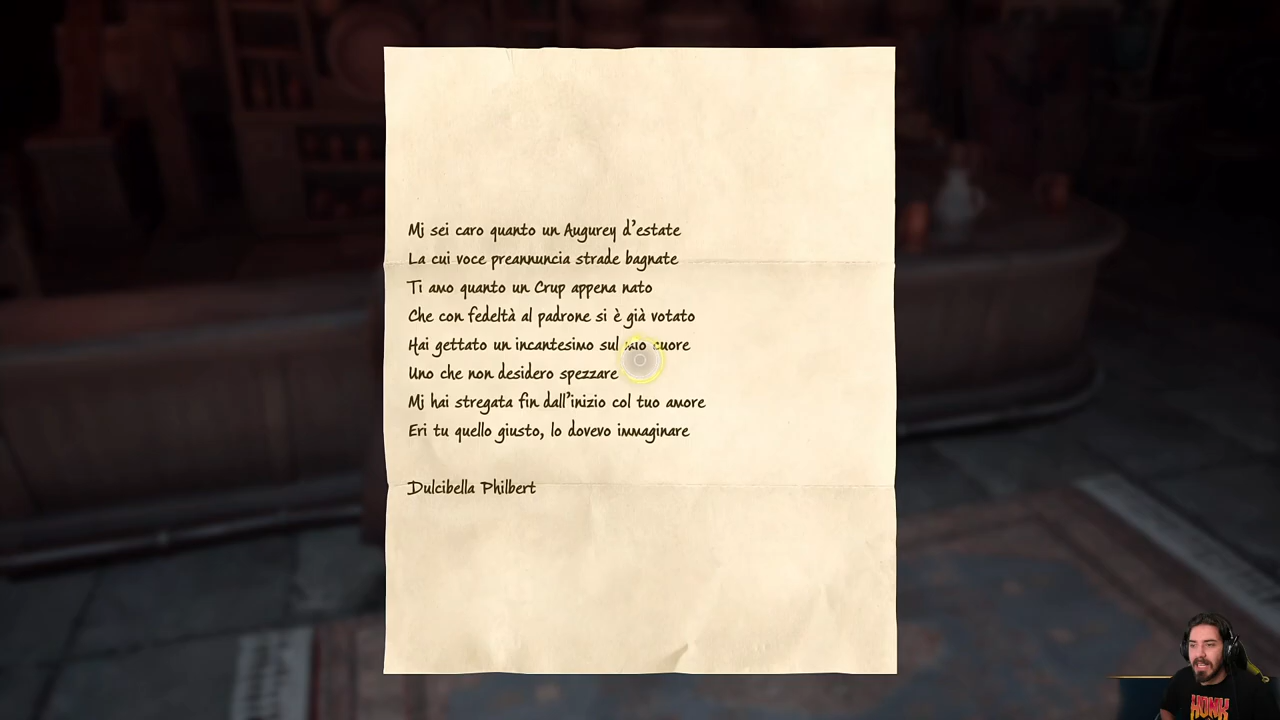 Mi sei caro quanto un Augurey d'estate
La cui voce preannuncia strade bagnate
Ti amo quanto un Crup appena nato
Che con fedeltà al padrone si è già votato
Hai gettato un incantesimo sul mio cuore
Uno che non desidero spezzare
Mi hai stregata fin dall'inizio col tuo amore
Eri tu quello giusto, lo dovevo immaginare
Dulcibella Philbert
HONK